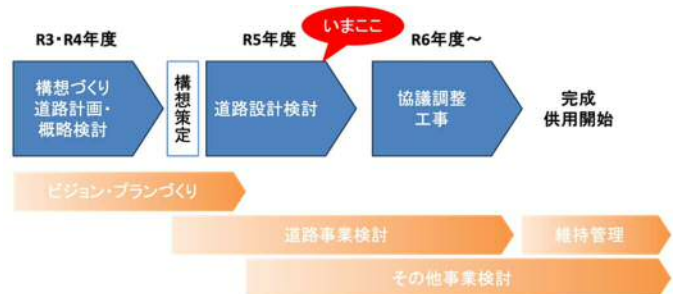 いまここ
R3・R4年度
R5年度
R6年度～
構想づくり
道路計画・
概略検討
構想策定
道路設計検討
協議調整
工事
完成
供用開始
ビジョン・プランづくり
道路事業検討
維持管理
その他事業検討